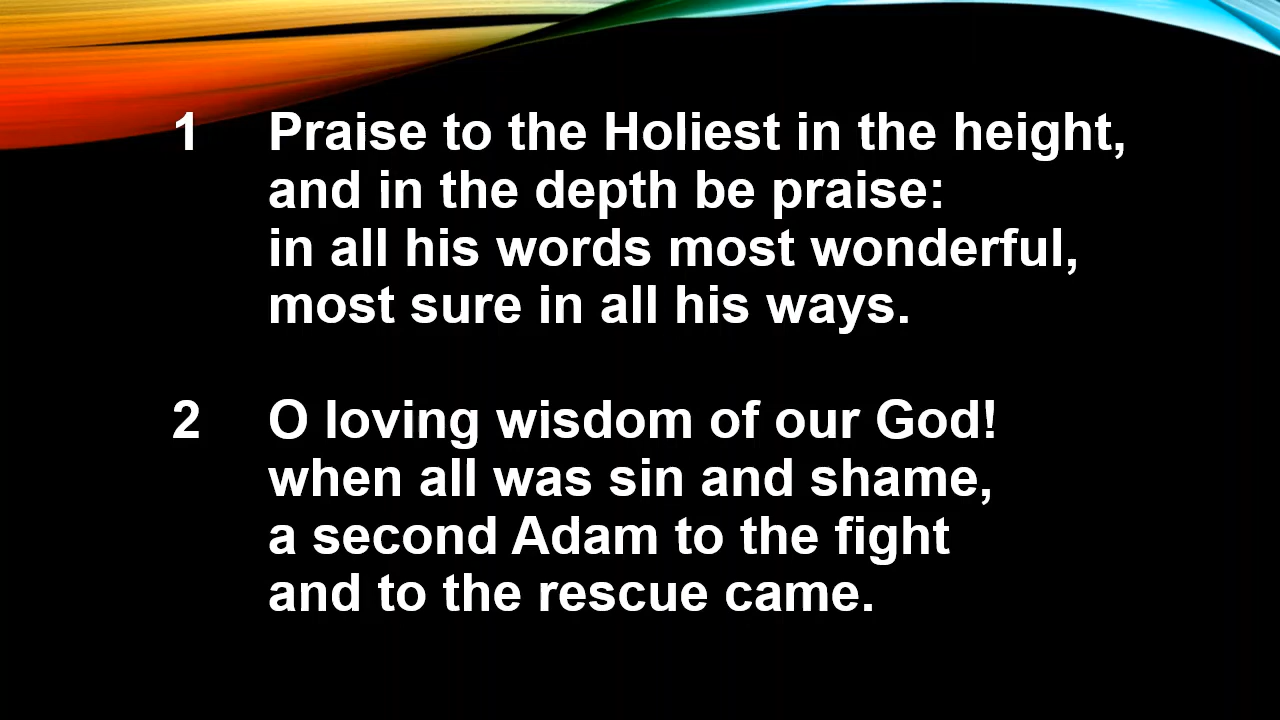 1 Praise to the Holiest in the height,
and in the depth be praise:
in all his words most wonderful,
most sure in all his ways.
2 O loving wisdom of our God!
when all was sin and shame,
a second Adam to the fight
and to the rescue came.